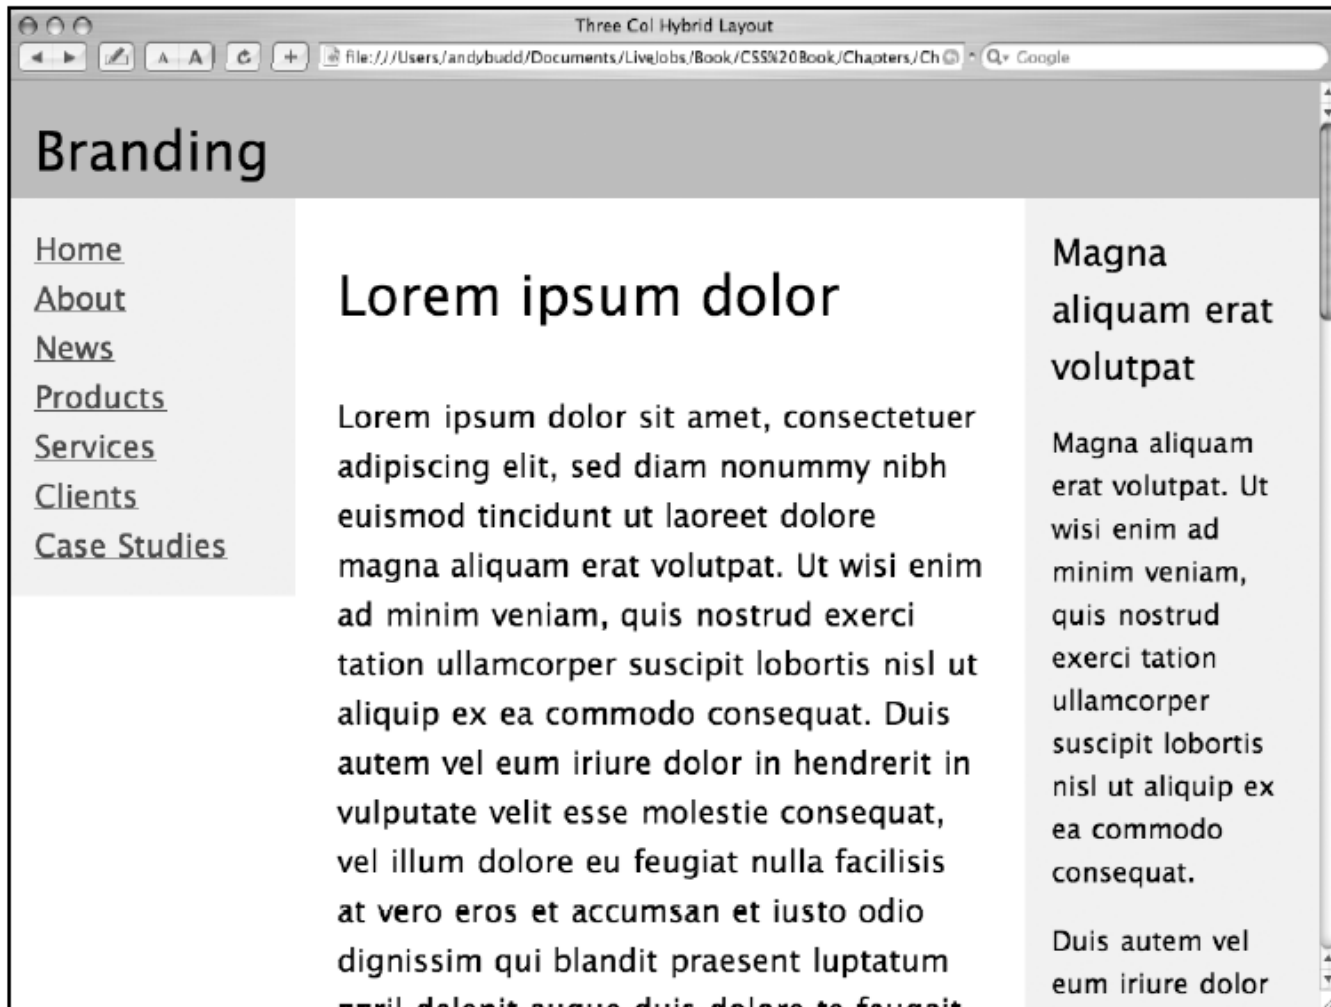 Three Col Hybrid Layout
A A file:///Users/andybudd/Documents/LiveJobs/Book/CSS%20Book/Chapters/Ch Google
Branding
Home
About
News
Products
Services
Clients
Case Studies
Lorem ipsum dolor
Lorem ipsum dolor sit amet, consectetuer
adipiscing elit, sed diam nonummy nibh
euismod tincidunt ut laoreet dolore
magna aliquam erat volutpat. Ut wisi enim
ad minim veniam, quis nostrud exerci
tation ullamcorper suscipit lobortis nisl ut
aliquip ex ea commodo consequat. Duis
autem vel eum iriure dolor in hendrerit in
vulputate velit esse molestie consequat,
vel illum dolore eu feugiat nulla facilisis
at vero eros et accumsan et iusto odio
dignissim qui blandit praesent luptatum
Magna
aliquam erat
volutpat
Magna aliquam
erat volutpat. Ut
wisi enim ad
minim veniam,
quis nostrud
exerci tation
ullamcorper
suscipit lobortis
nisl ut aliquip ex
ea commodo
consequat.
Duis autem vel
eum iriure dolor